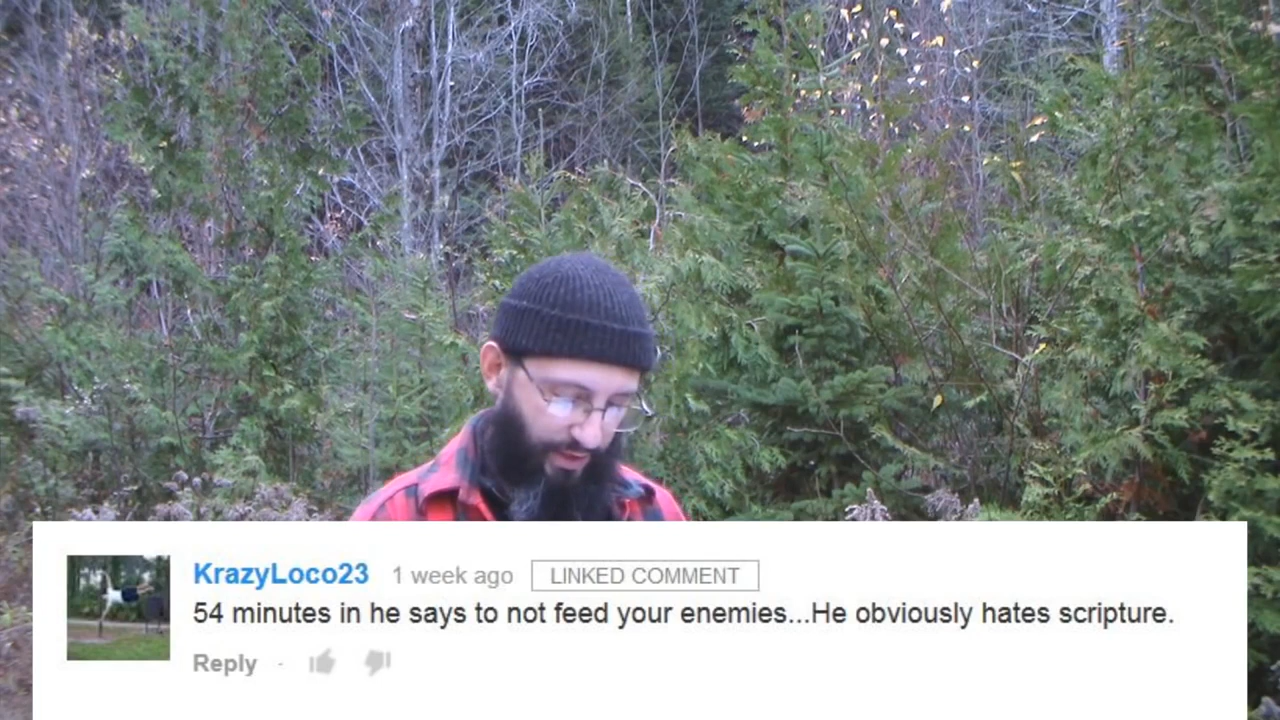 KrazyLoco23 1 week ago LINKED COMMENT
54 minutes in he says to not feed your enemies...He obviously hates scripture.
Reply -